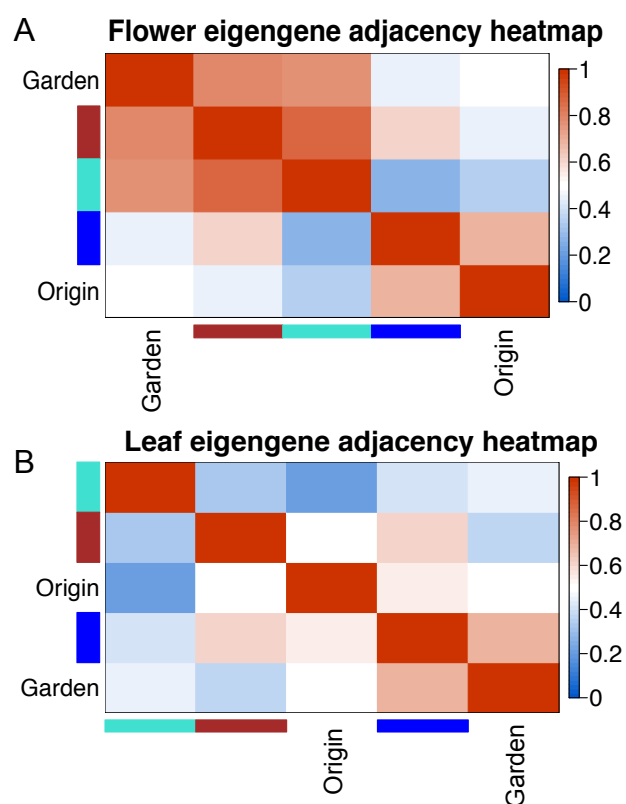 A
Flower eigengene adjacency heatmap
Garden
Origin
1
0.8
0.6
0.4
0.2
0
Garden
Origin
B
Leaf eigengene adjacency heatmap
Origin
Garden
1
0.8
0.6
0.4
0.2
0
Origin
Garden